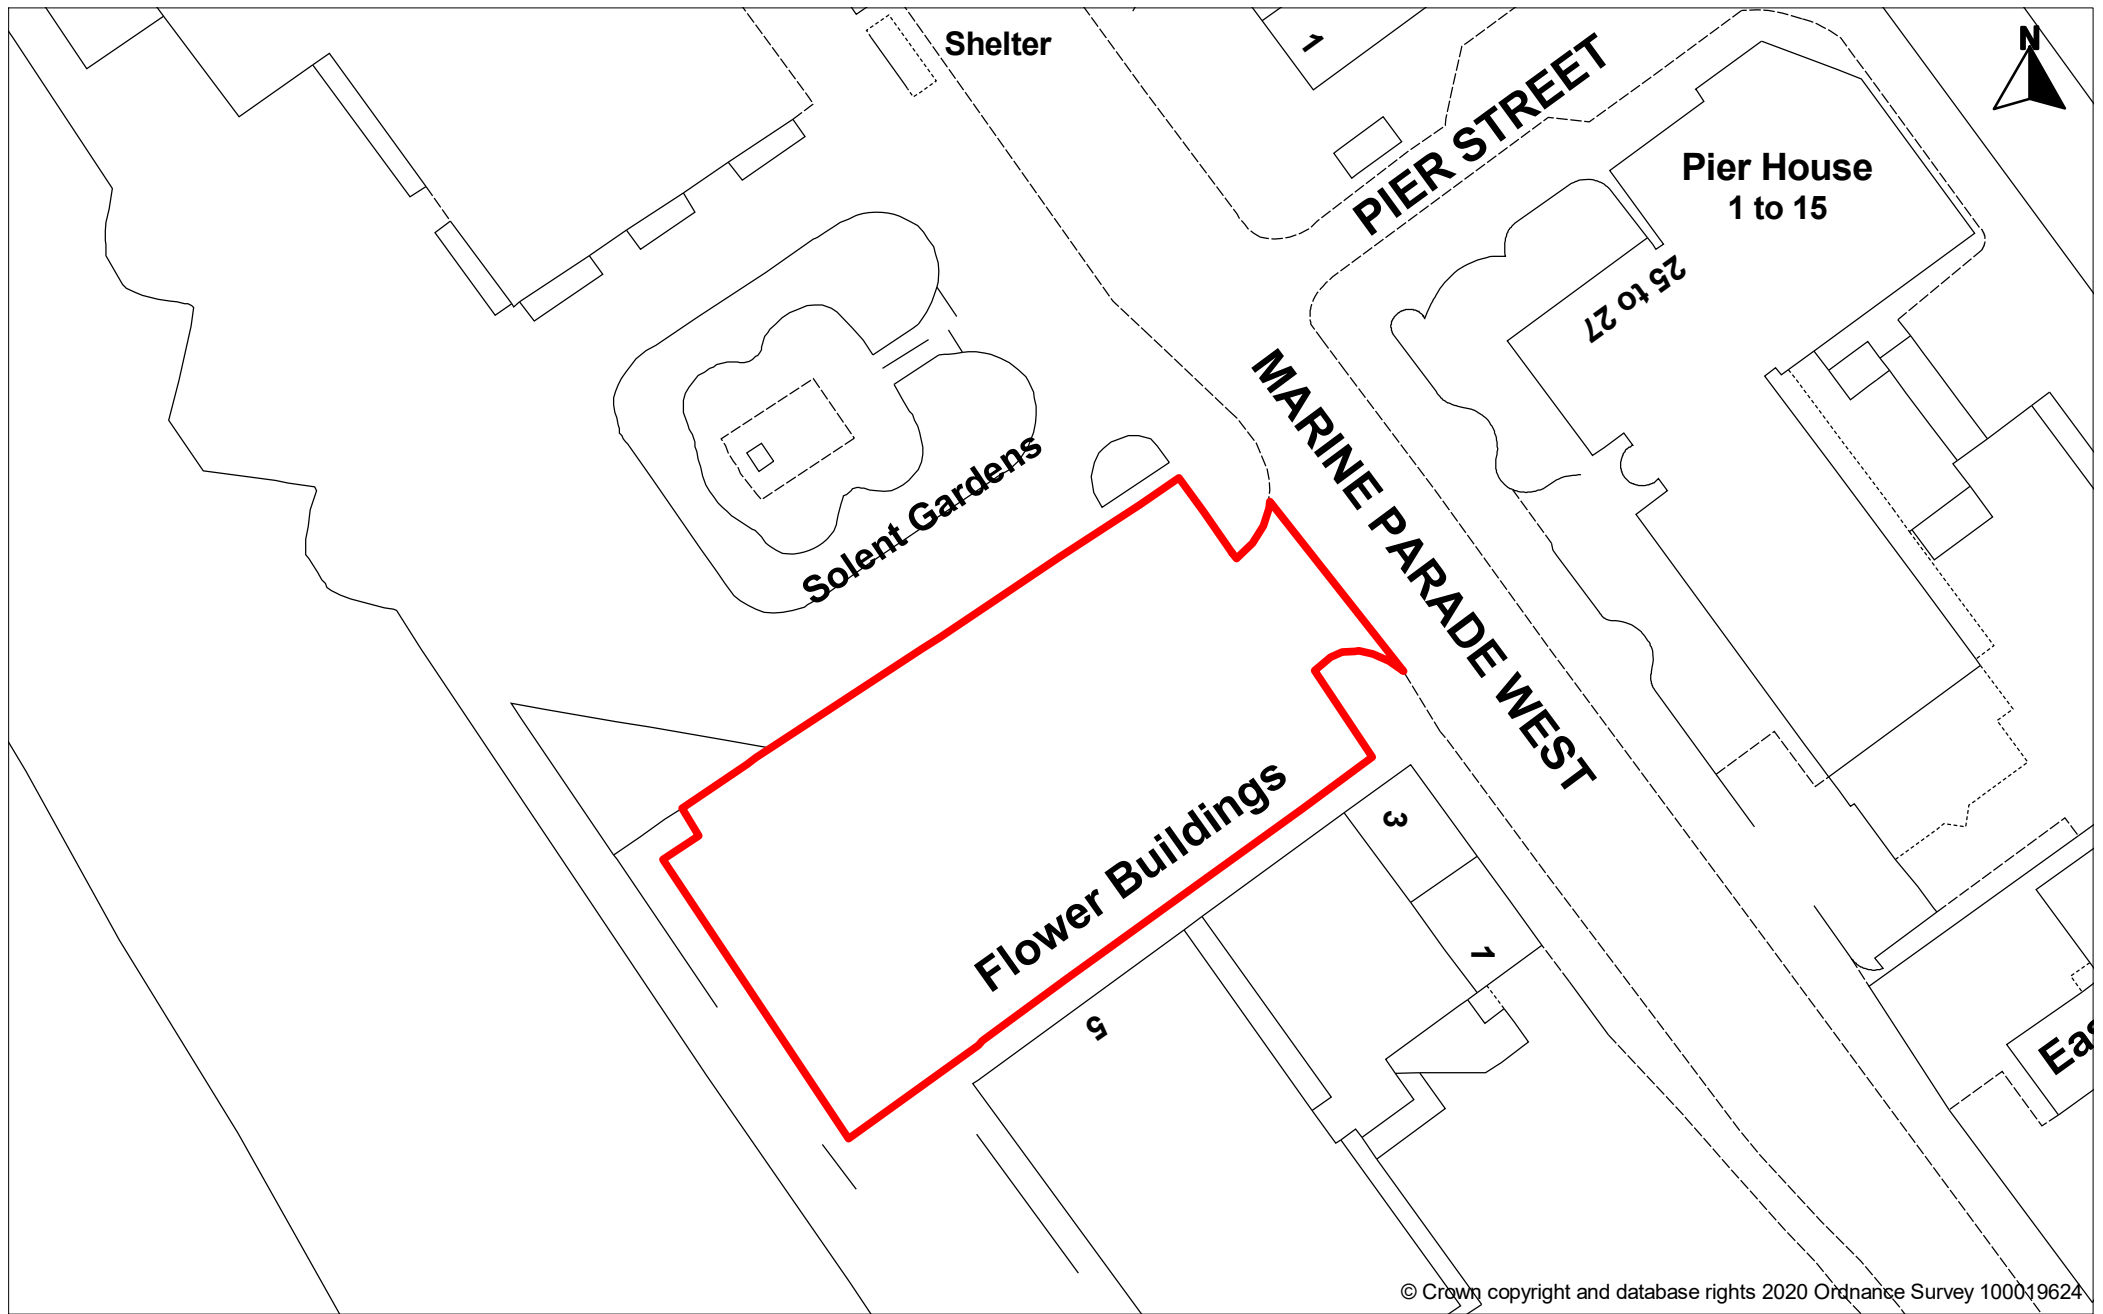 Shelter
1
N
PIER STREET
Pier House
1 to 15
25 to 27
MARINE PARADE WEST
Solent Gardens
Flower Buildings
3
1
5
Eas
© Crown copyright and database rights 2020 Ordnance Survey 100019624